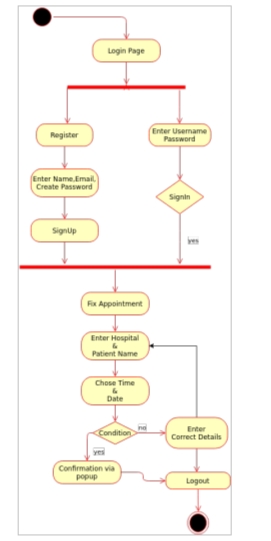 Login Page
Register
Enter Username
Password
Enter Name,Email,
Create Password
SignIn
SignUp
yes
Fix Appointment
Enter Hospital
&
Patient Name
Chose Time
&
Date
Condition
no
Enter
Correct Details
yes
Confirmation via
popup
Logout